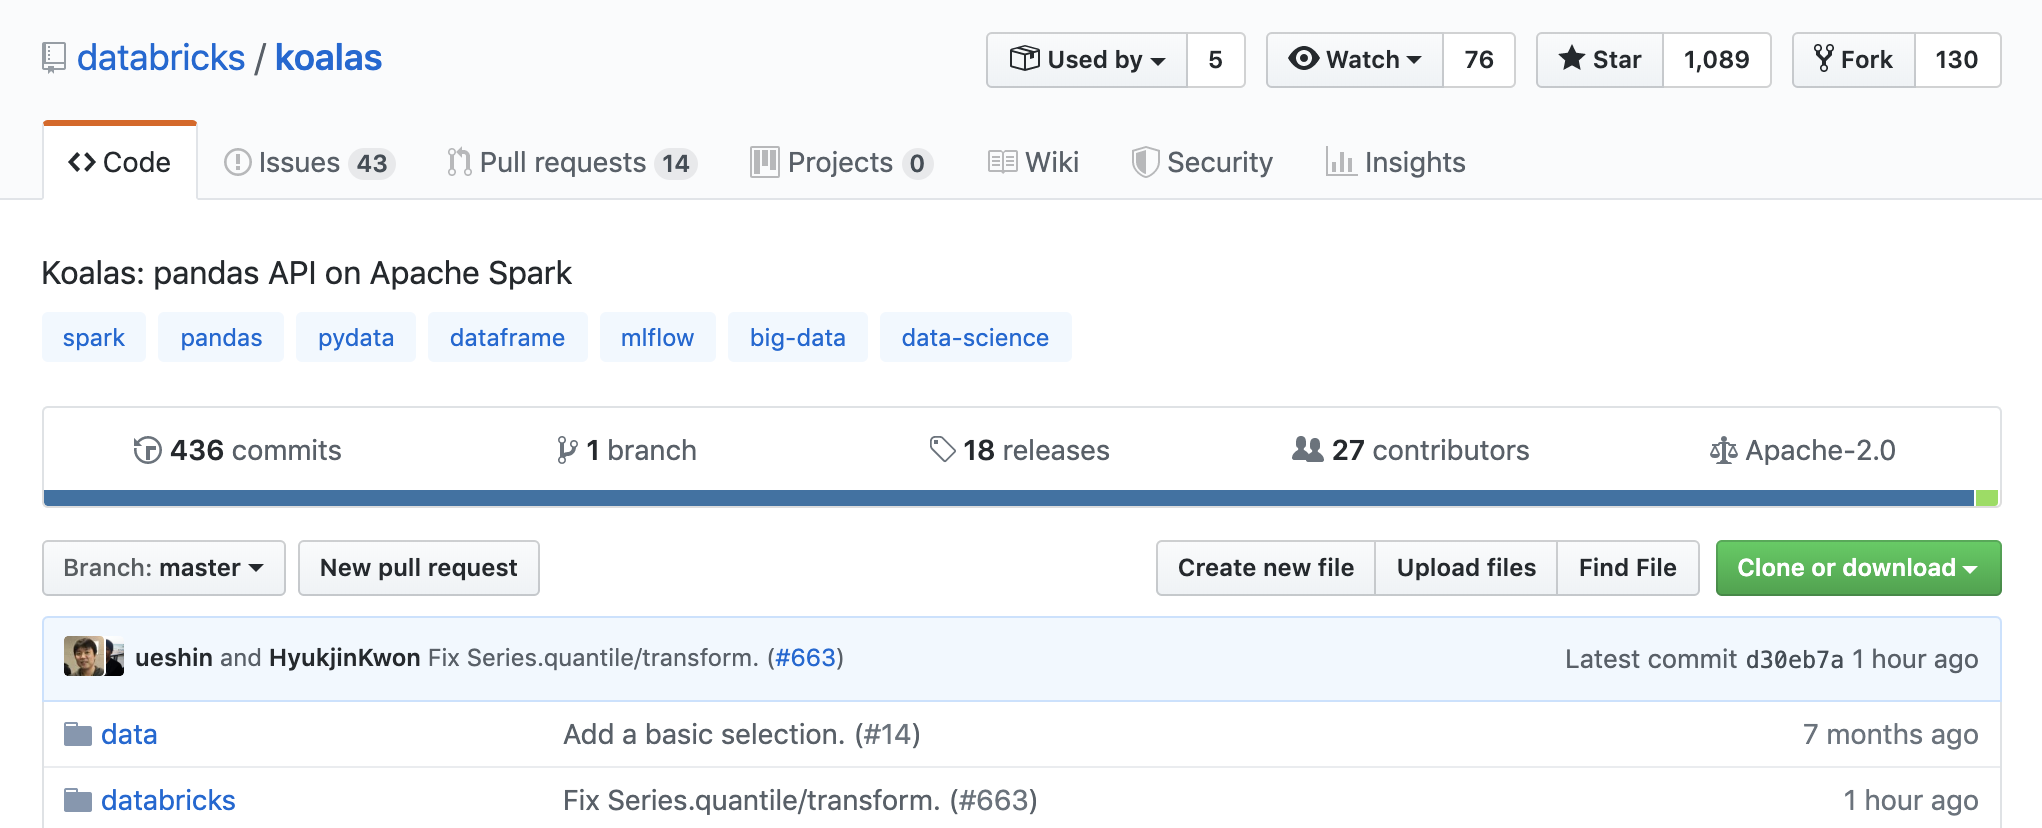 databricks / koalas
Used by 5 Watch 76 Star 1,089 Fork 130
Code Issues 43 Pull requests 14 Projects 0 Wiki Security Insights
Koalas: pandas API on Apache Spark
spark pandas pydata dataframe mlflow big-data data-science
436 commits 1 branch 18 releases 27 contributors Apache-2.0
Branch: master New pull request Create new file Upload files Find File Clone or download
ueshin and HyukjinKwon Fix Series.quantile/transform. (#663) Latest commit d30eb7a 1 hour ago
data Add a basic selection. (#14) 7 months ago
databricks Fix Series.quantile/transform. (#663) 1 hour ago